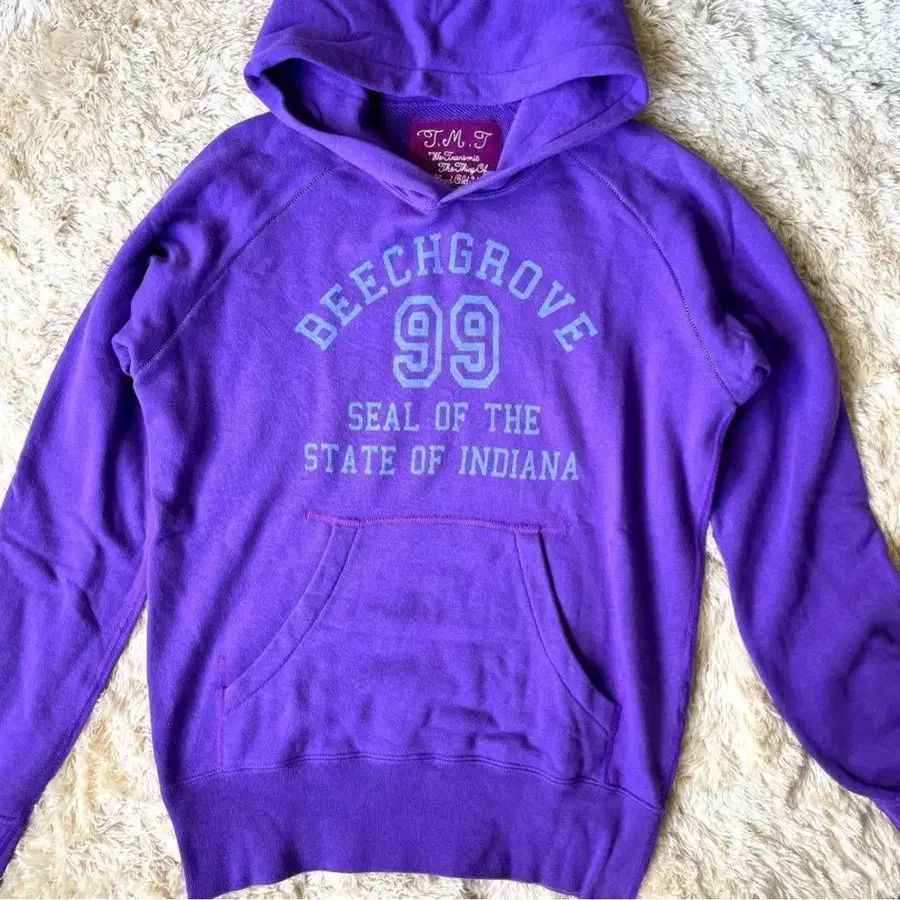 T.M.T
We Transmit
The Thing Of
BEECHGROVE
99
SEAL OF THE
STATE OF INDIANA